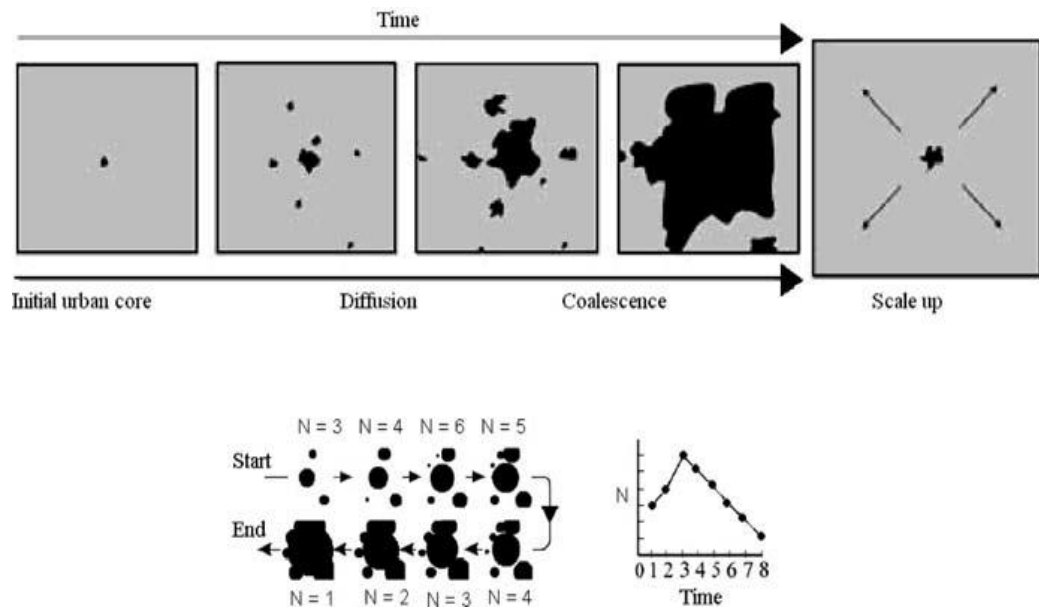 Time
Initial urban core Diffusion Coalescence Scale up
N = 3 N = 4 N = 6 N = 5
Start
End
N = 1 N = 2 N = 3 N = 4
N
0 1 2 3 4 5 6 7 8
Time